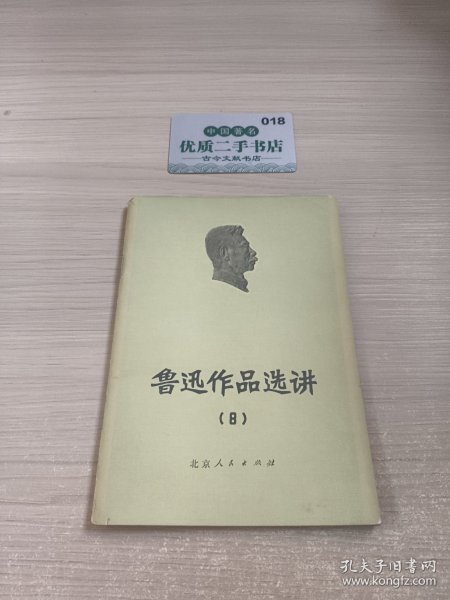 018
中国著名
优质二手书店
古今文献书店
鲁迅作品选讲
(8)
北京人民出版社
孔夫子旧书网
www.kongfz.com